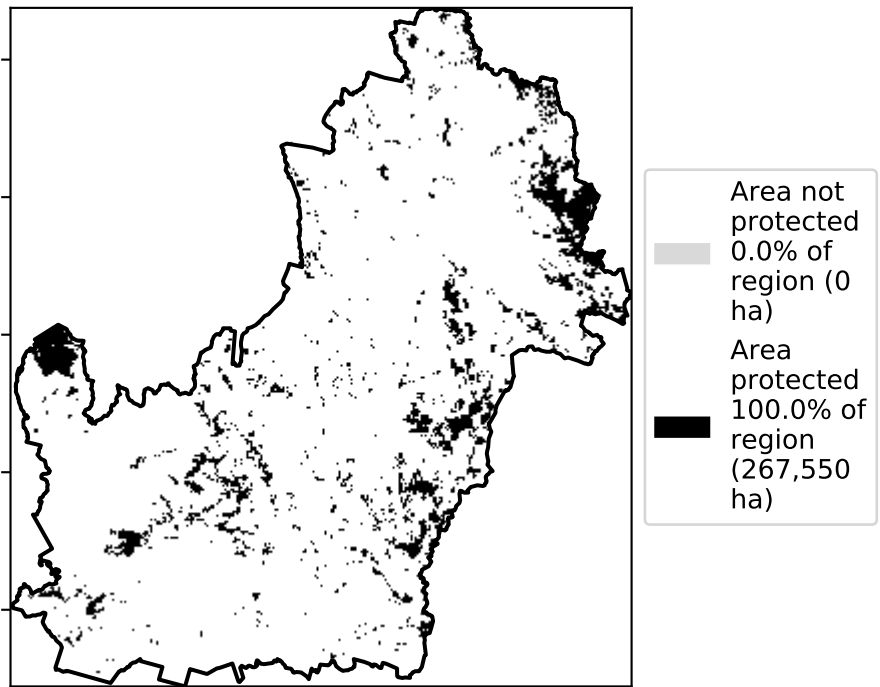 Area not
protected
0.0% of
region (0
ha)
Area
protected
100.0% of
region
(267,550
ha)